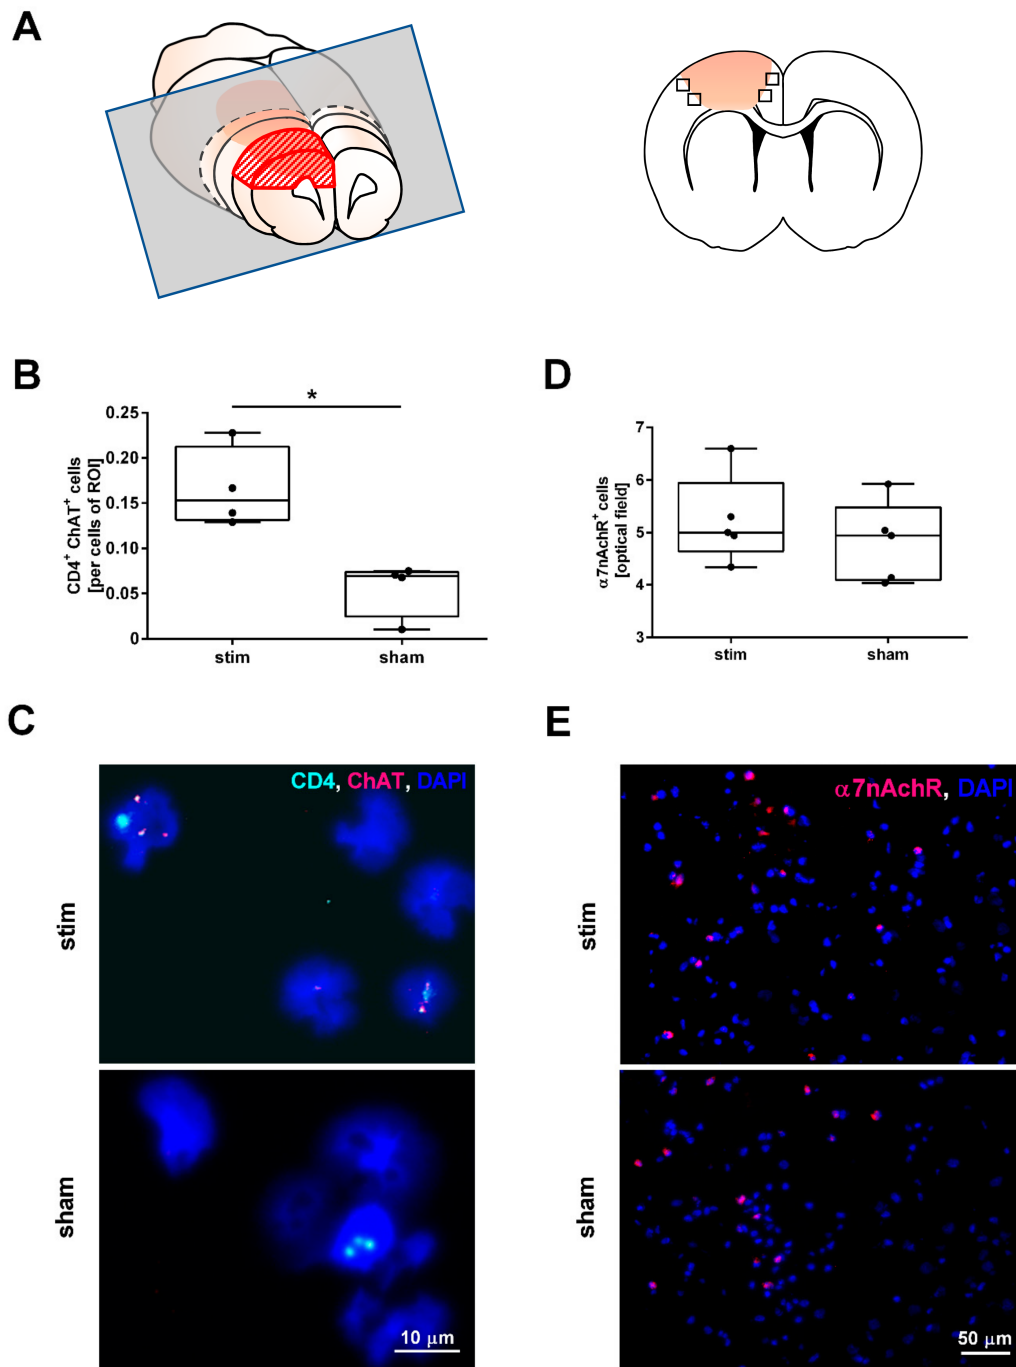 A
B
*
CD4+ ChAT+ cells
[per cells of ROI]
0.25
0.20
0.15
0.10
0.05
0
stim
sham
D
α7nAchR+ cells
[optical field]
7
6
5
4
3
stim
sham
C
CD4, ChAT, DAPI
stim
sham
10 μm
E
α7nAchR, DAPI
stim
sham
50 μm